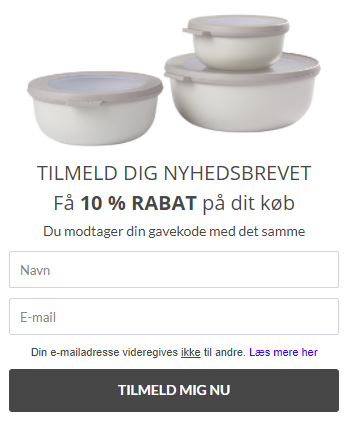 TILMELD DIG NYHEDSBREVET
Få 10 % RABAT på dit køb
Du modtager din gavekode med det samme
Navn
E-mail
Din e-mailadresse videregives ikke til andre. Læs mere her
TILMELD MIG NU